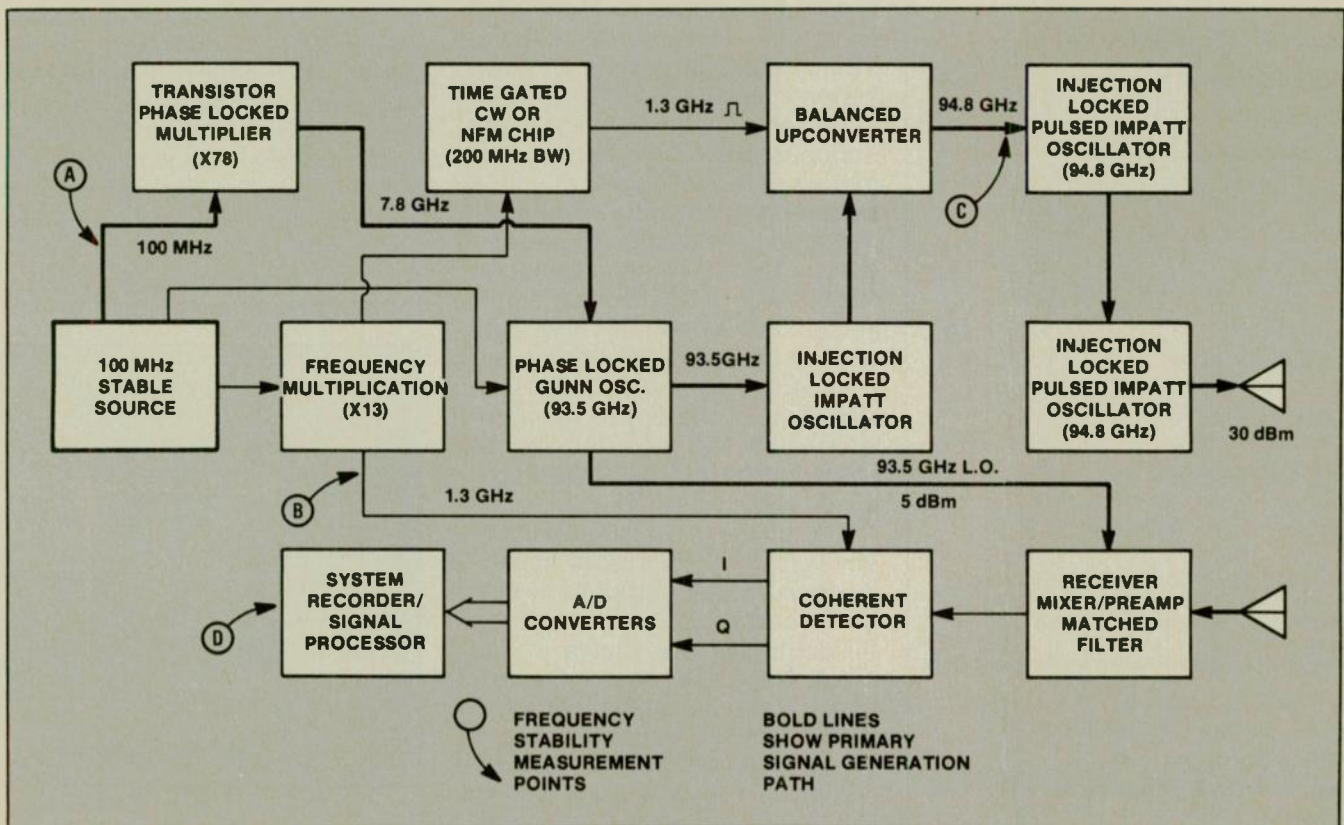 TRANSISTOR
PHASE LOCKED
MULTIPLIER
(X78)
TIME GATED
CW OR
NFM CHIP
(200 MHz BW)
1.3 GHz
BALANCED
UPCONVERTER
94.8 GHz
INJECTION
LOCKED
PULSED IMPATT
OSCILLATOR
(94.8 GHz)
A
7.8 GHz
C
100 MHz
100 MHz
STABLE
SOURCE
FREQUENCY
MULTIPLICATION
(X13)
PHASE LOCKED
GUNN OSC.
(93.5 GHz)
93.5GHz
INJECTION
LOCKED
IMPATT
OSCILLATOR
INJECTION
LOCKED
PULSED IMPATT
OSCILLATOR
(94.8 GHz)
30 dBm
B
1.3 GHz
93.5 GHz L.O.
5 dBm
D
SYSTEM
RECORDER/
SIGNAL
PROCESSOR
A/D
CONVERTERS
I
Q
COHERENT
DETECTOR
RECEIVER
MIXER/PREAMP
MATCHED
FILTER
FREQUENCY
STABILITY
MEASUREMENT
POINTS
BOLD LINES
SHOW PRIMARY
SIGNAL GENERATION
PATH